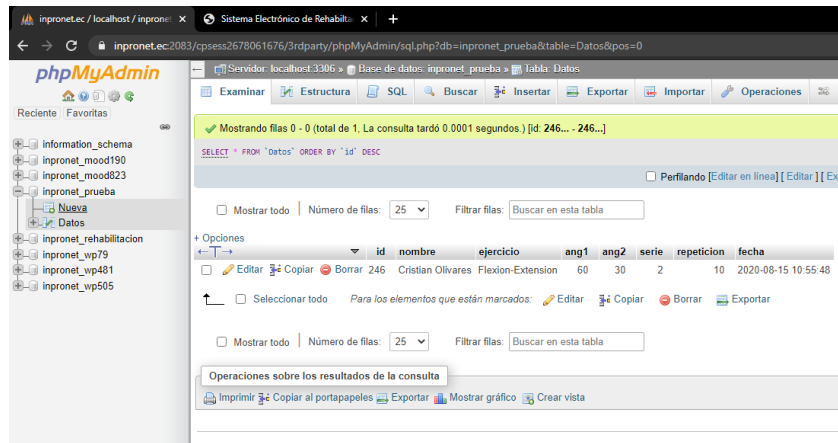 inpronet.ec / localhost / inpronet
Sistema Electrónico de Rehabilita
inpronet.ec:2083/cpsess2678061676/3rdparty/phpMyAdmin/sql.php?db=inpronet_prueba&table=Datos&pos=0
phpMyAdmin
Reciente Favoritas
information_schema
inpronet_mood190
inpronet_mood823
inpronet_prueba
Nueva
Datos
inpronet_rehabilitacion
inpronet_wp79
inpronet_wp481
inpronet_wp505
Servidor: localhost:3306 » Base de datos: inpronet_prueba » Tabla: Datos
Examinar Estructura SQL Buscar Insertar Exportar Importar Operaciones
Mostrando filas 0 - 0 (total de 1, La consulta tardó 0.0001 segundos.) [id: 246... - 246...]
SELECT * FROM `Datos` ORDER BY `id` DESC
Perfilando [Editar en línea] [ Editar ] [ Ex
Mostrar todo | Número de filas: 25 Filtrar filas: Buscar en esta tabla
+ Opciones
←T→ id nombre ejercicio ang1 ang2 serie repeticion fecha
Editar Copiar Borrar 246 Cristian Olivares Flexion-Extension 60 30 2 10 2020-08-15 10:55:48
Seleccionar todo Para los elementos que están marcados: Editar Copiar Borrar Exportar
Mostrar todo | Número de filas: 25 Filtrar filas: Buscar en esta tabla
Operaciones sobre los resultados de la consulta
Imprimir Copiar al portapapeles Exportar Mostrar gráfico Crear vista